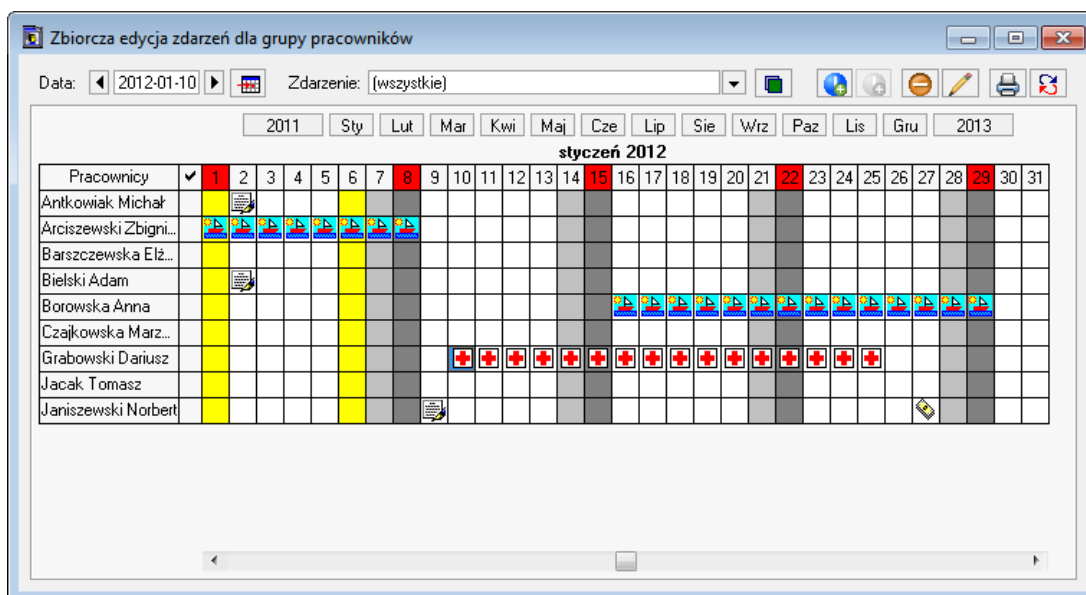 Zbiorcza edycja zdarzeń dla grupy pracowników
Data: 2012-01-10 Zdarzenie: (wszystkie)
2011 Sty Lut Mar Kwi Maj Cze Lip Sie Wrz Paz Lis Gru 2013
styczeń 2012
Pracownicy 1 2 3 4 5 6 7 8 9 10 11 12 13 14 15 16 17 18 19 20 21 22 23 24 25 26 27 28 29 30 31
Antkowiak Michał
Arciszewski Zbigni...
Barszczewska Elż...
Bielski Adam
Borowska Anna
Czajkowska Marz...
Grabowski Dariusz
Jacak Tomasz
Janiszewski Norbert